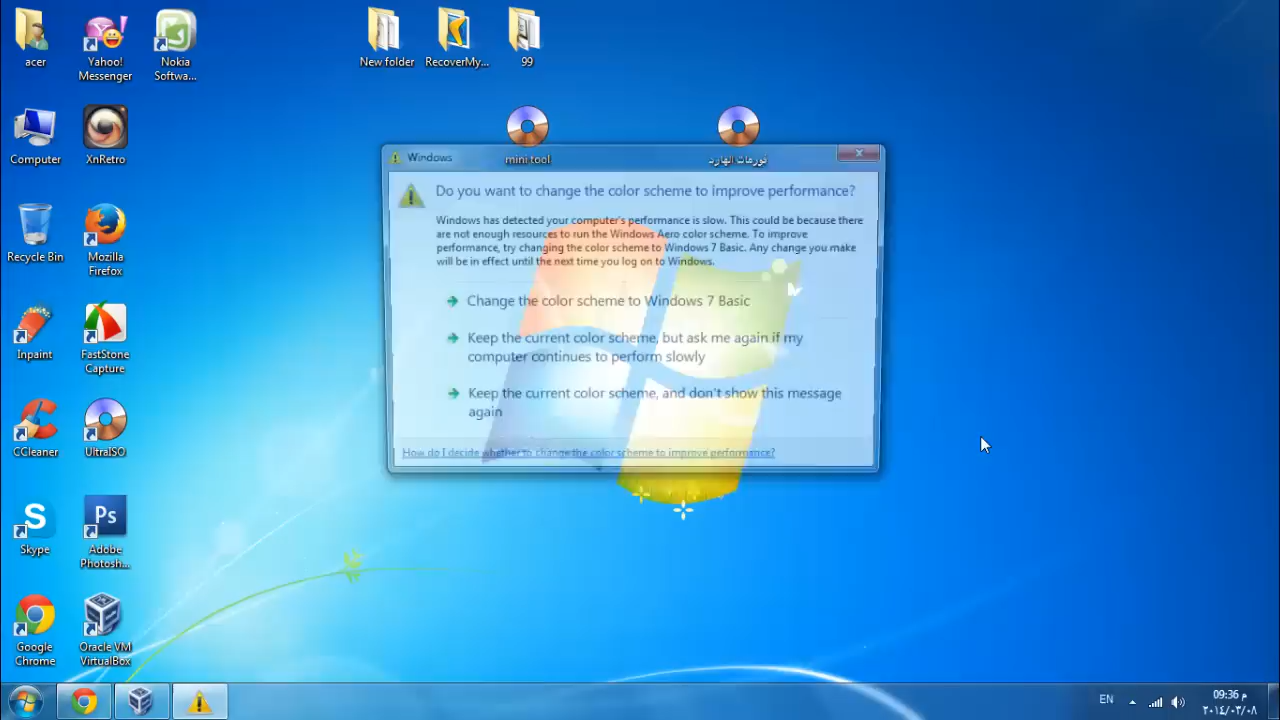 acer
Yahoo!
Messenger
Nokia
Softwa...
New folder
RecoverMy...
99
Computer
XnRetro
mini tool
فورمات الهارد
Recycle Bin
Mozilla
Firefox
Inpaint
FastStone
Capture
CCleaner
UltraISO
Skype
Ps
Adobe
Photosh...
Google
Chrome
Oracle VM
VirtualBox
Windows
Do you want to change the color scheme to improve performance?
Windows has detected your computer's performance is slow. This could be because there
are not enough resources to run the Windows Aero color scheme. To improve
performance, try changing the color scheme to Windows 7 Basic. Any change you make
will be in effect until the next time you log on to Windows.
Change the color scheme to Windows 7 Basic
Keep the current color scheme, but ask me again if my
computer continues to perform slowly
Keep the current color scheme, and don't show this message
again
How do I decide whether to change the color scheme to improve performance?
EN
09:36 م
٢٠١٤/٠٣/٠٨